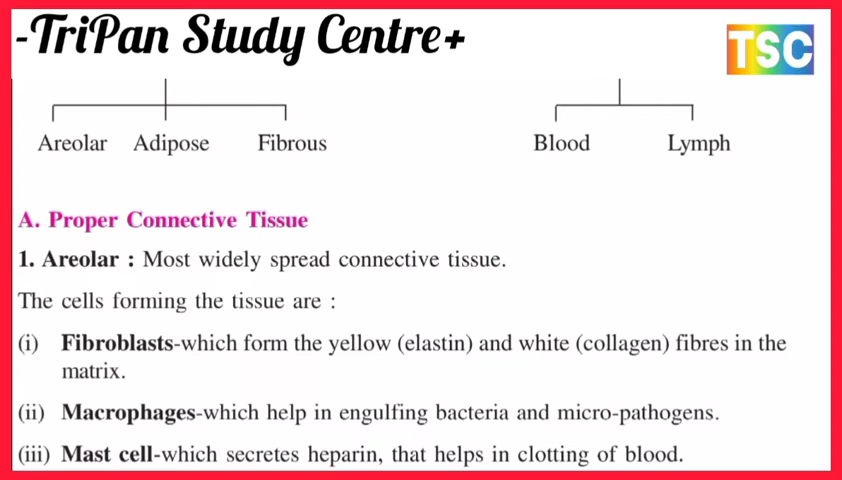 -TriPan Study Centre+
TSC
Areolar Adipose Fibrous Blood Lymph
A. Proper Connective Tissue
1. Areolar : Most widely spread connective tissue.
The cells forming the tissue are :
(i) Fibroblasts-which form the yellow (elastin) and white (collagen) fibres in the
matrix.
(ii) Macrophages-which help in engulfing bacteria and micro-pathogens.
(iii) Mast cell-which secretes heparin, that helps in clotting of blood.